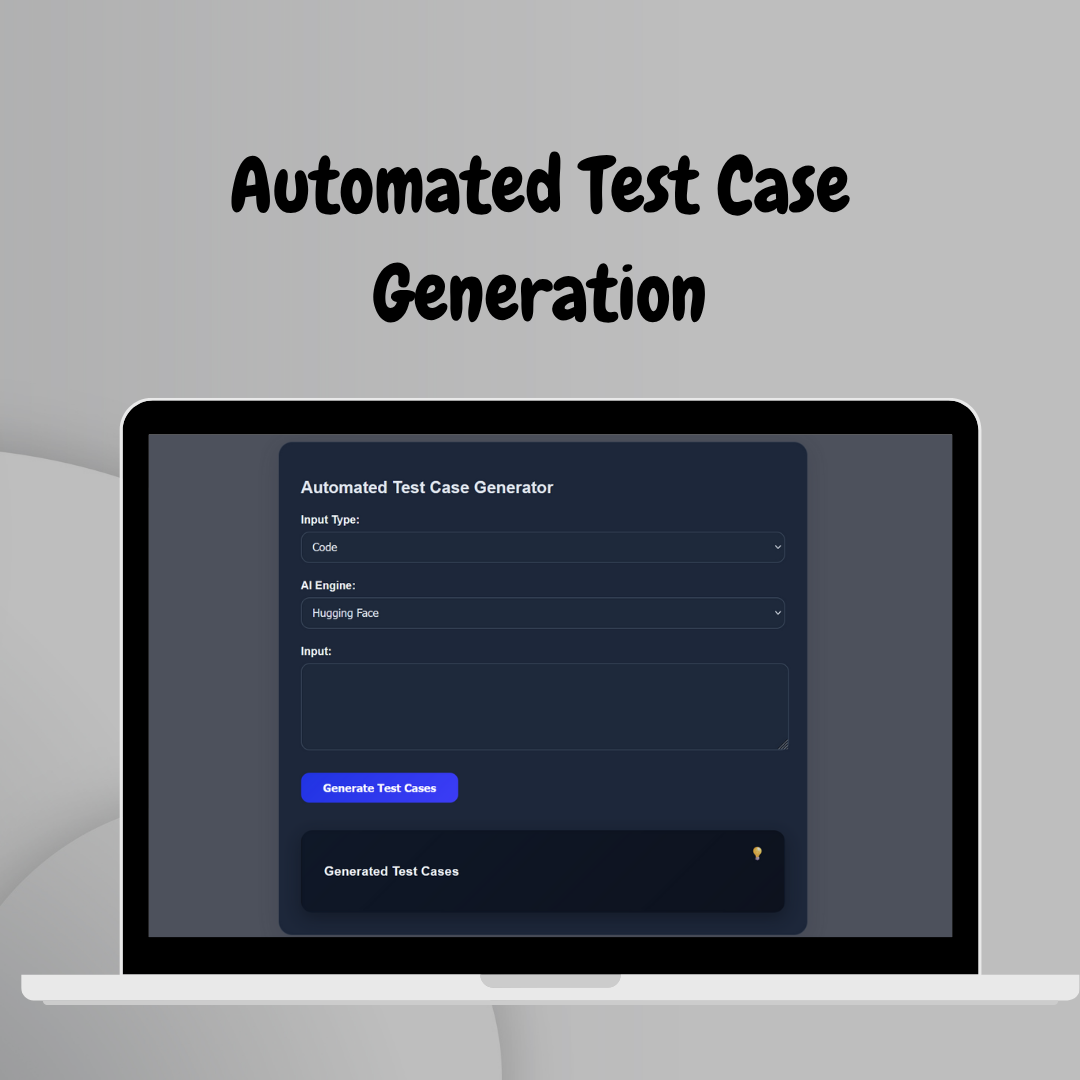 Automated Test Case
Generation
Automated Test Case Generator
Input Type:
Code
AI Engine:
Hugging Face
Input:
Generate Test Cases
Generated Test Cases